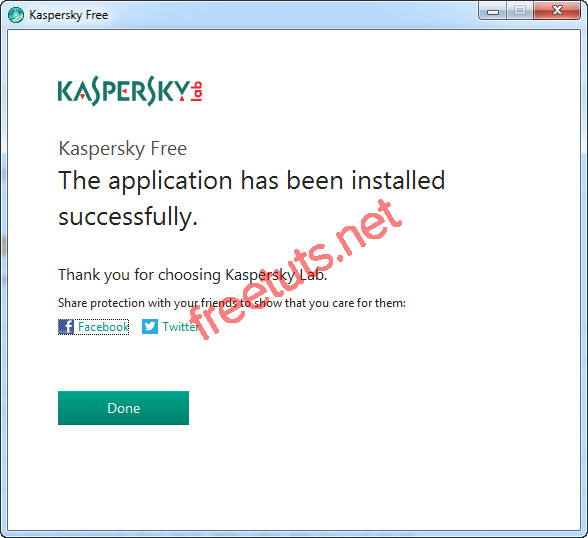 Kaspersky Free
KASPERSKY lab
Kaspersky Free
The application has been installed
successfully.
Thank you for choosing Kaspersky Lab.
Share protection with your friends to show that you care for them:
Facebook Twitter
freetuts.net
Done